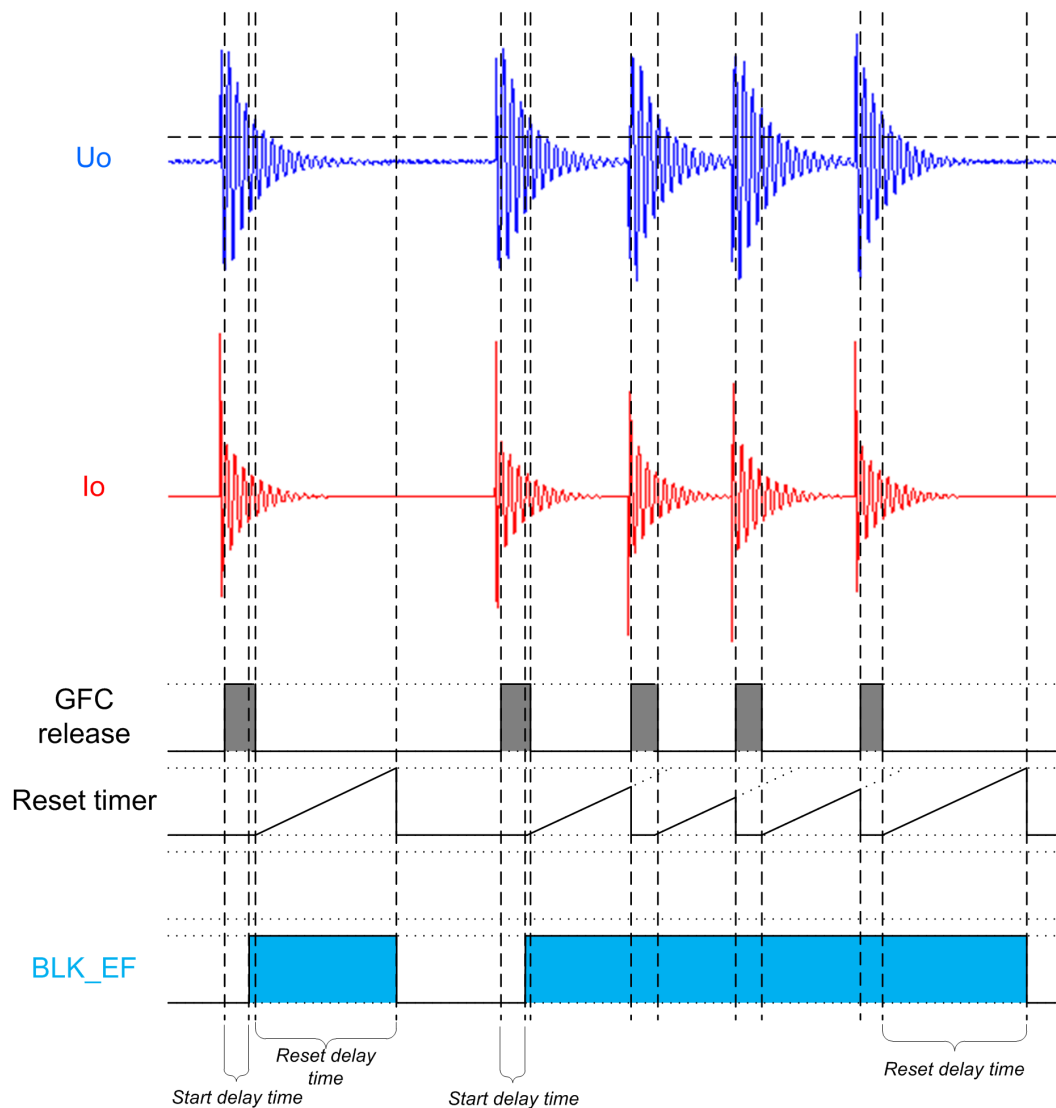 Uo
Io
GFC
release
Reset timer
BLK_EF
Reset delay
time
Start delay time
Start delay time
Reset delay time